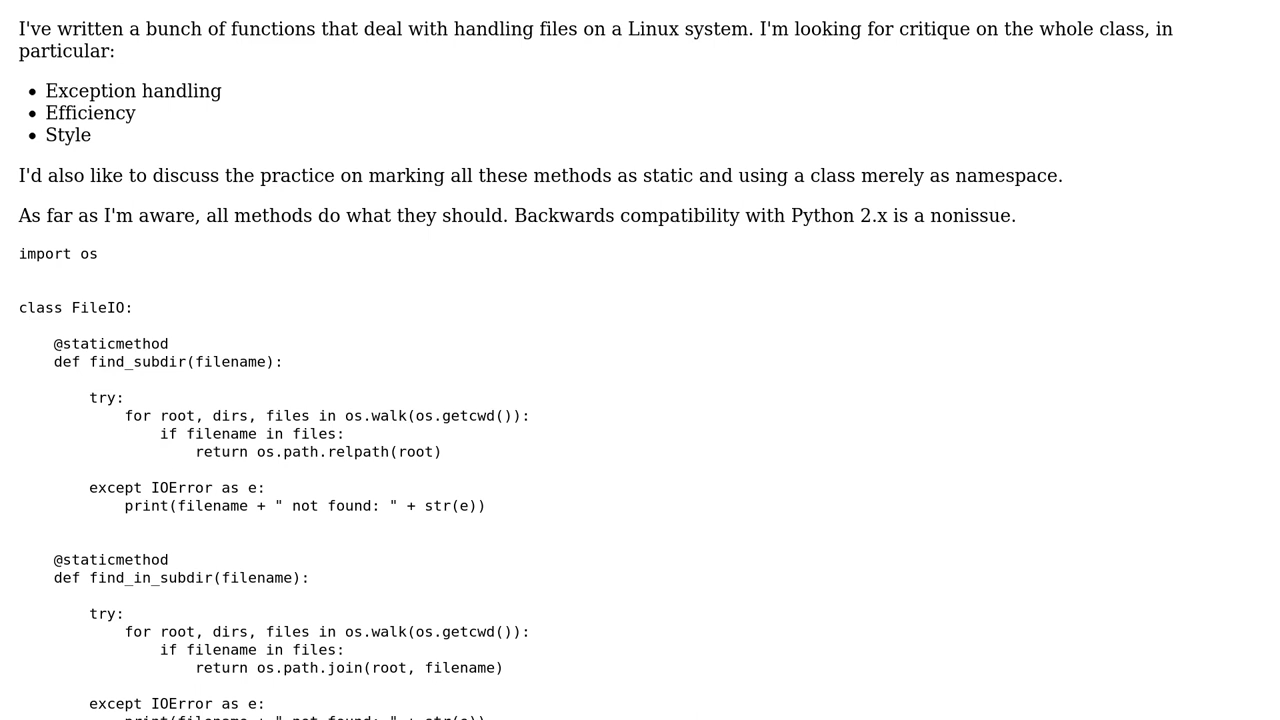 I've written a bunch of functions that deal with handling files on a Linux system. I'm looking for critique on the whole class, in
particular:
• Exception handling
• Efficiency
• Style
I'd also like to discuss the practice on marking all these methods as static and using a class merely as namespace.
As far as I'm aware, all methods do what they should. Backwards compatibility with Python 2.x is a nonissue.
import os
class FileIO:
    @staticmethod
    def find_subdir(filename):
        try:
            for root, dirs, files in os.walk(os.getcwd()):
                if filename in files:
                    return os.path.relpath(root)
        except IOError as e:
            print(filename + " not found: " + str(e))
    @staticmethod
    def find_in_subdir(filename):
        try:
            for root, dirs, files in os.walk(os.getcwd()):
                if filename in files:
                    return os.path.join(root, filename)
        except IOError as e:
            print(filename + " not found: " + str(e))